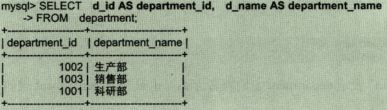 mysql> SELECT d_id AS department_id, d_name AS department_name
-> FROM department;
+---------------+-------------------+
| department_id | department_name |
+---------------+-------------------+
| 1002 | 生产部
| 1003 | 销售部
| 1001 | 科研部
+---------------+-------------------+